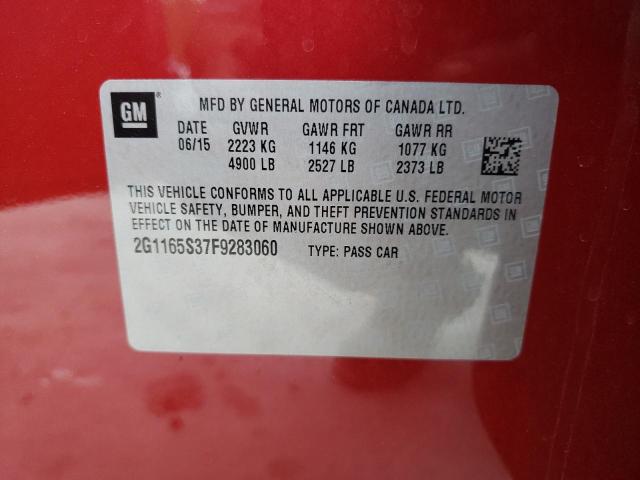 GM ®
MFD BY GENERAL MOTORS OF CANADA LTD.
DATE GVWR GAWR FRT GAWR RR
06/15 2223 KG 1146 KG 1077 KG
4900 LB 2527 LB 2373 LB
THIS VEHICLE CONFORMS TO ALL APPLICABLE U.S. FEDERAL MOTOR
VEHICLE SAFETY, BUMPER, AND THEFT PREVENTION STANDARDS IN
EFFECT ON THE DATE OF MANUFACTURE SHOWN ABOVE.
2G1165S37F9283060 TYPE: PASS CAR